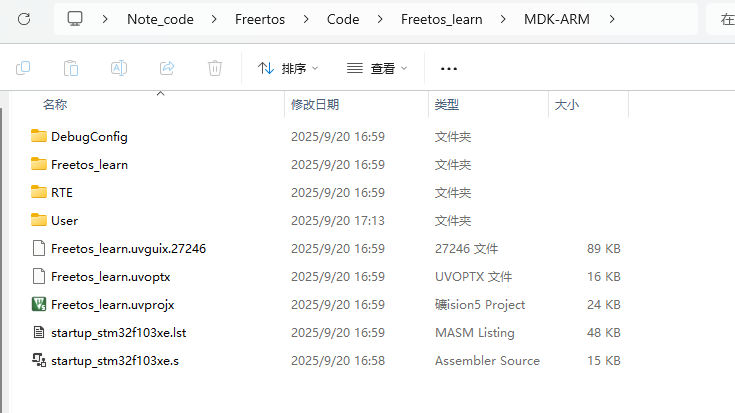 Note_code > Freertos > Code > Freetos_learn > MDK-ARM > 在
排序 查看 ...
名称 修改日期 类型 大小
DebugConfig 2025/9/20 16:59 文件夹
Freetos_learn 2025/9/20 16:59 文件夹
RTE 2025/9/20 16:59 文件夹
User 2025/9/20 17:13 文件夹
Freetos_learn.uvguix.27246 2025/9/20 16:59 27246 文件 89 KB
Freetos_learn.uvoptx 2025/9/20 16:59 UVOPTX 文件 16 KB
Freetos_learn.uvprojx 2025/9/20 16:59 礦ision5 Project 24 KB
startup_stm32f103xe.lst 2025/9/20 16:59 MASM Listing 48 KB
startup_stm32f103xe.s 2025/9/20 16:58 Assembler Source 15 KB